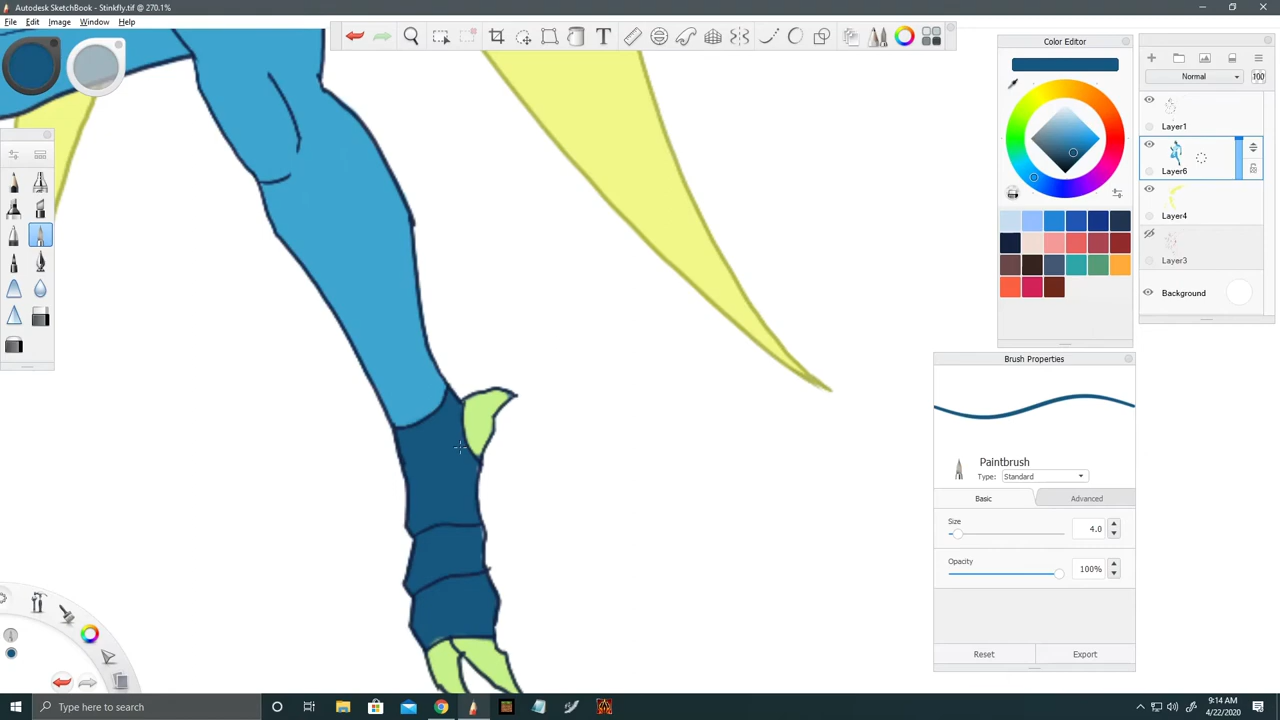 Autodesk SketchBook - Stinkfly.tif @ 270.1%
File Edit Image Window Help
T
Color Editor
Normal 100
Layer1
Layer6
Layer4
Layer3
Background
Brush Properties
Paintbrush
Type: Standard
Basic Advanced
Size
4.0
Opacity
100%
Reset Export
Type here to search
9:14 AM
4/22/2020